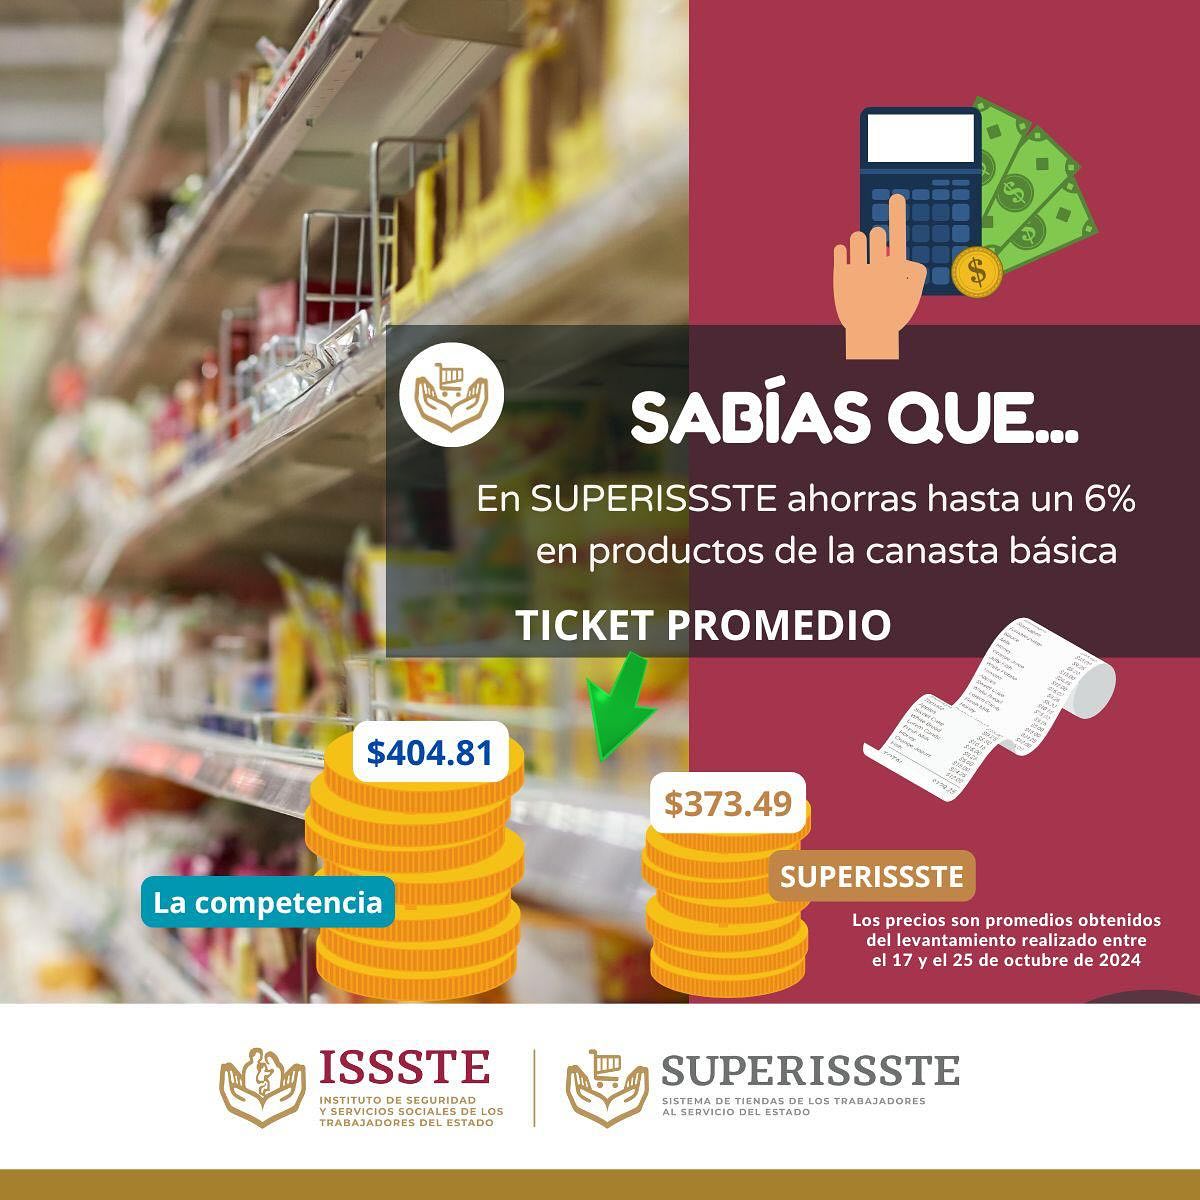 SABÍAS QUE...
En SUPERISSSTE ahorras hasta un 6%
en productos de la canasta básica
TICKET PROMEDIO
$404.81
$373.49
La competencia
SUPERISSSTE
Los precios son promedios obtenidos
del levantamiento realizado entre
el 17 y el 25 de octubre de 2024
ISSSTE
INSTITUTO DE SEGURIDAD
Y SERVICIOS SOCIALES DE LOS
TRABAJADORES DEL ESTADO
SUPERISSSTE
SISTEMA DE TIENDAS DE LOS TRABAJADORES
AL SERVICIO DEL ESTADO